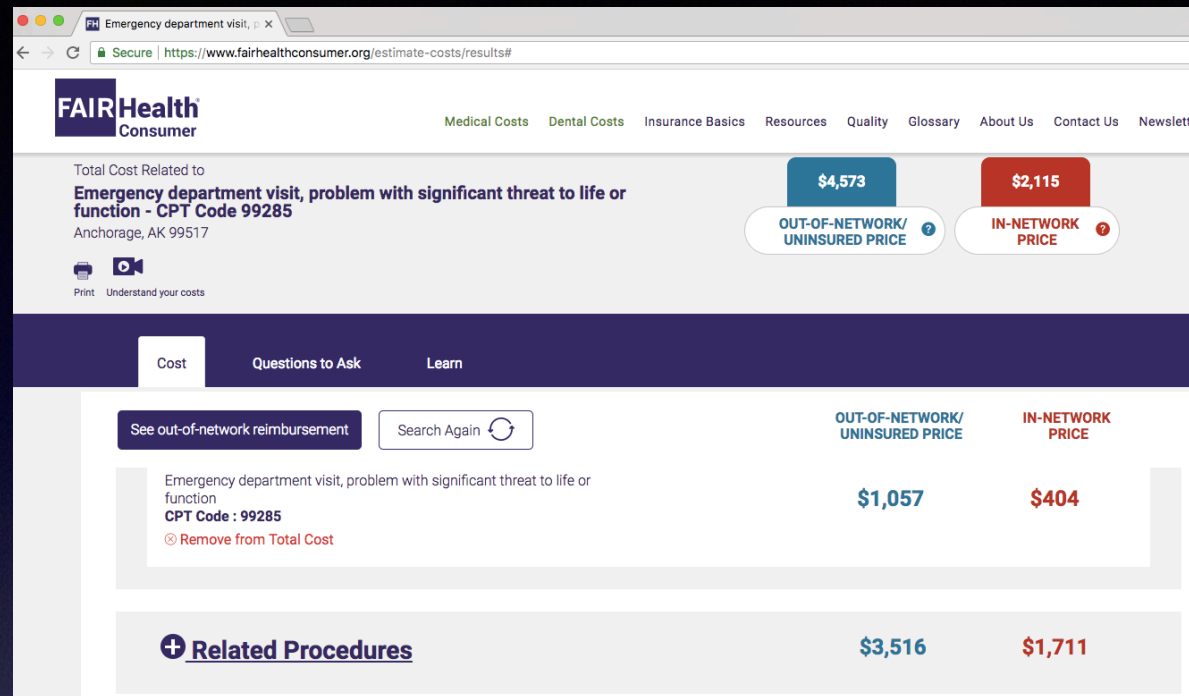 Emergency department visit, p
Secure | https://www.fairhealthconsumer.org/estimate-costs/results#
FAIR Health
Consumer
Medical Costs Dental Costs Insurance Basics Resources Quality Glossary About Us Contact Us Newslett
Total Cost Related to
Emergency department visit, problem with significant threat to life or
function - CPT Code 99285
Anchorage, AK 99517
Print Understand your costs
$4,573
OUT-OF-NETWORK/
UNINSURED PRICE ?
$2,115
IN-NETWORK
PRICE ?
Cost Questions to Ask Learn
See out-of-network reimbursement Search Again
OUT-OF-NETWORK/
UNINSURED PRICE
IN-NETWORK
PRICE
Emergency department visit, problem with significant threat to life or
function
CPT Code : 99285
Remove from Total Cost
$1,057 $404
Related Procedures $3,516 $1,711